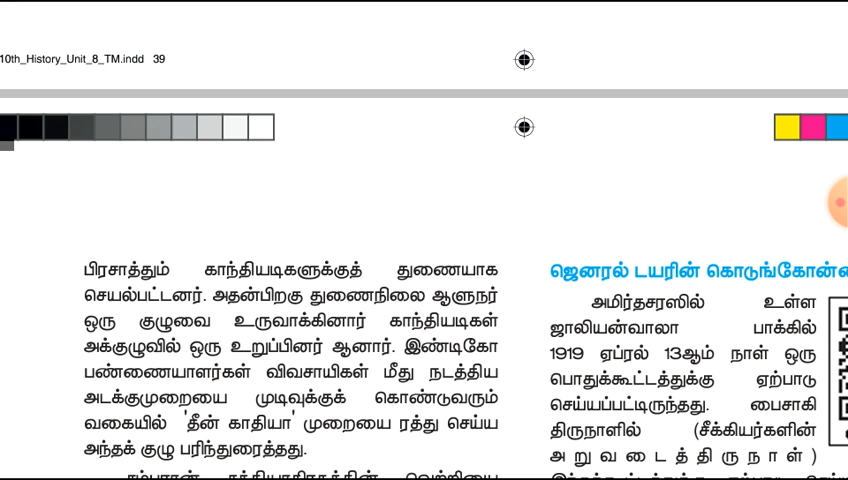 10th_History_Unit_8_TM.indd 39
பிரசாத்தும் காந்தியடிகளுக்குத் துணையாக
செயல்பட்டனர். அதன்பிறகு துணைநிலை ஆளுநர்
ஒரு குழுவை உருவாக்கினார் காந்தியடிகள்
அக்குழுவில் ஒரு உறுப்பினர் ஆனார். இண்டிகோ
பண்ணையாளர்கள் விவசாயிகள் மீது நடத்திய
அடக்குமுறையை முடிவுக்குக் கொண்டுவரும்
வகையில் 'தீன் காதியா' முறையை ரத்து செய்ய
அந்தக் குழு பரிந்துரைத்தது.
ஜெனரல் டயரின்
அமிர்தசரஸில் உள்ள
ஜாலியன்வாலா பாக்கில்
1919 ஏப்ரல் 13ஆம் நாள் ஒரு
பொதுக்கூட்டத்துக்கு ஏற்பாடு
செய்யப்பட்டிருந்தது. பைசாகி
திருநாளில் (சீக்கியர்களின்
அறுவடைத்திருநாள்)